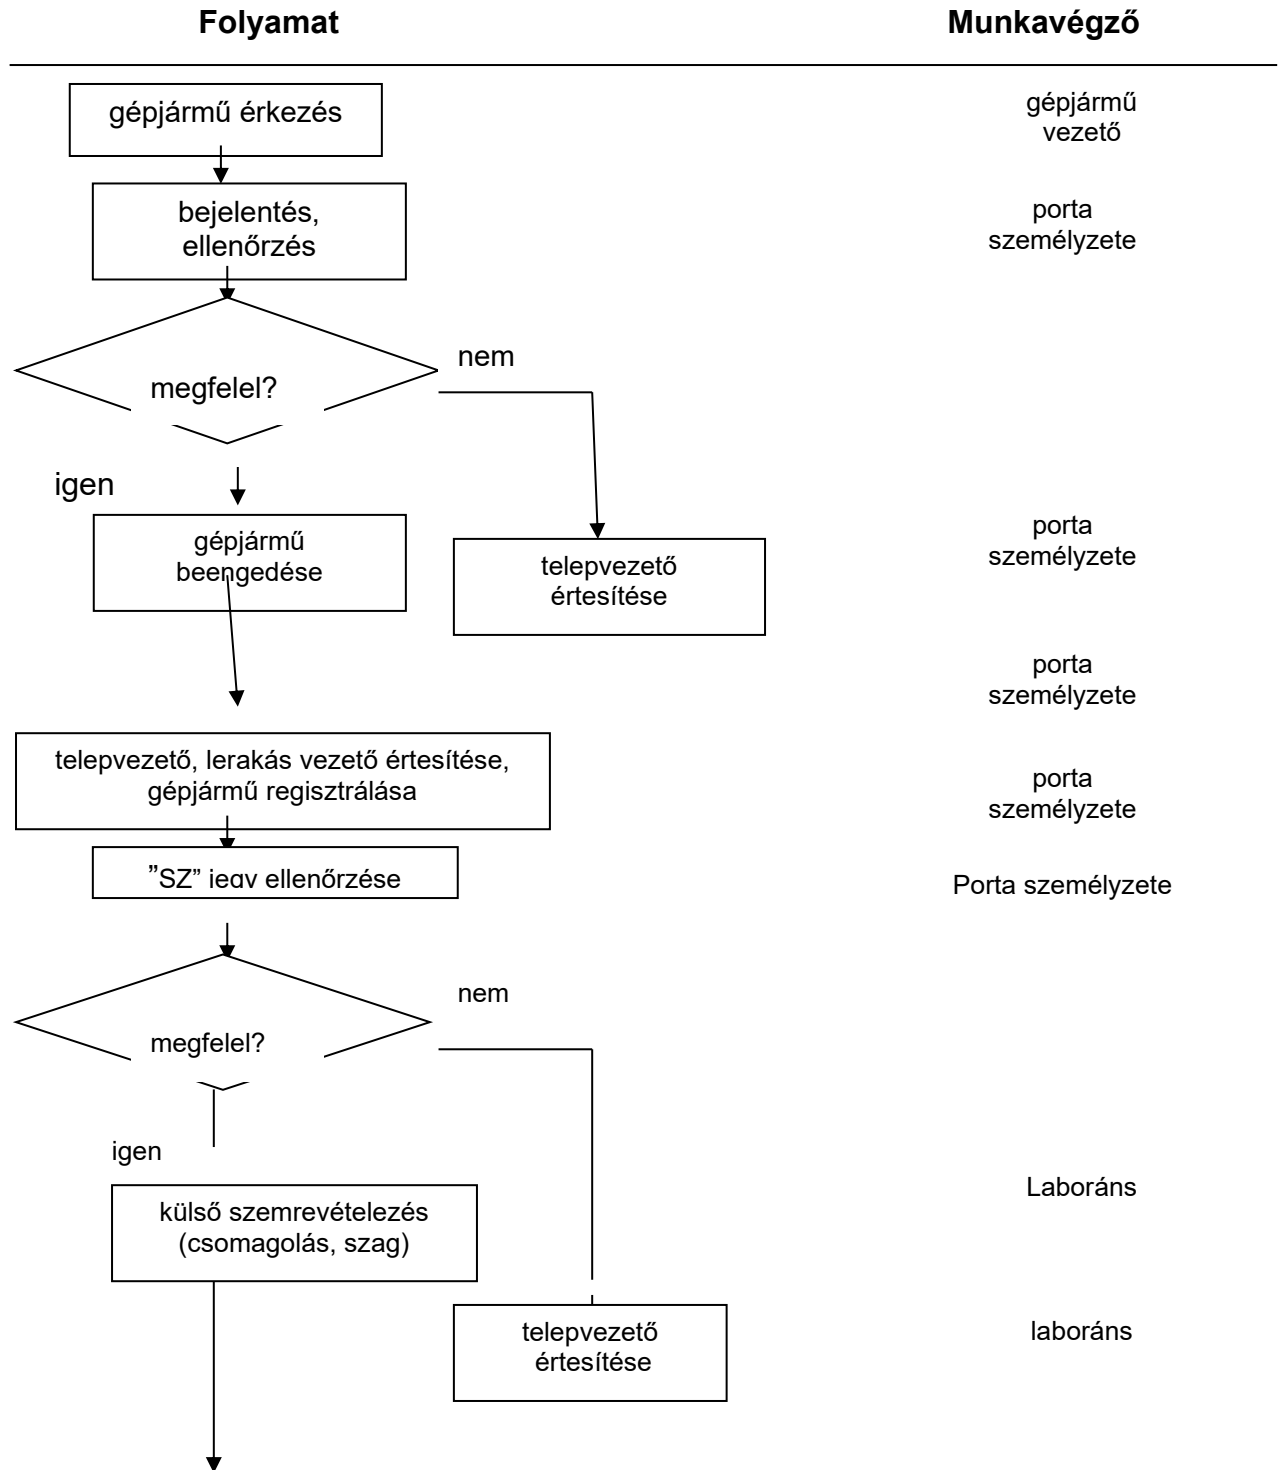 Folyamat Munkavégző
gépjármű érkezés
gépjármű
vezető
bejelentés,
ellenőrzés
porta
személyzete
nem
megfelel?
igen
gépjármű
beengedése
telepvezető
értesítése
porta
személyzete
porta
személyzete
telepvezető, lerakás vezető értesítése,
gépjármű regisztrálása
porta
személyzete
”SZ” jegy ellenőrzése
Porta személyzete
nem
megfelel?
igen
külső szemrevételezés
(csomagolás, szag)
Laboráns
telepvezető
értesítése
laboráns